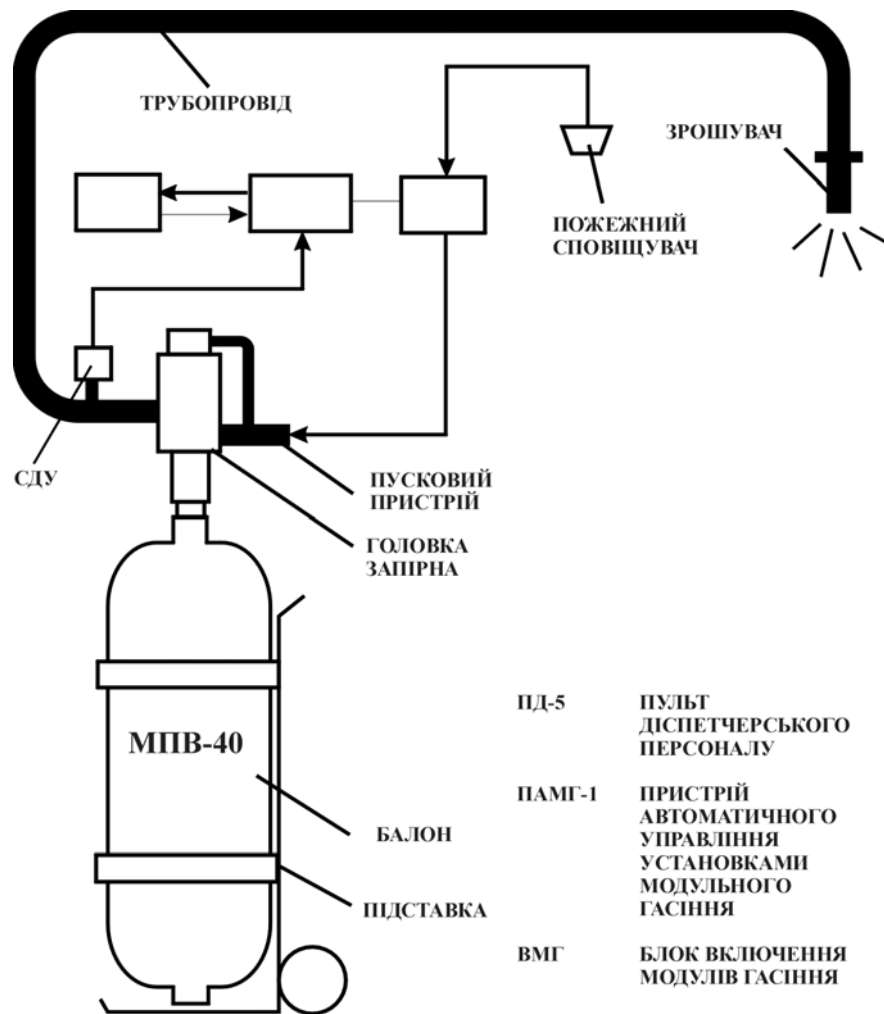 ТРУБОПРОВІД
ЗРОШУВАЧ
ПОЖЕЖНИЙ
СПОВІЩУВАЧ
СДУ
ПУСКОВИЙ
ПРИСТРІЙ
ГОЛОВКА
ЗАПІРНА
МПВ-40
БАЛОН
ПІДСТАВКА
ПД-5 ПУЛЬТ
ДІСПЕТЧЕРСЬКОГО
ПЕРСОНАЛУ
ПАМГ-1 ПРИСТРІЙ
АВТОМАТИЧНОГО
УПРАВЛІННЯ
УСТАНОВКАМИ
МОДУЛЬНОГО
ГАСІННЯ
ВМГ БЛОК ВКЛЮЧЕННЯ
МОДУЛІВ ГАСІННЯ